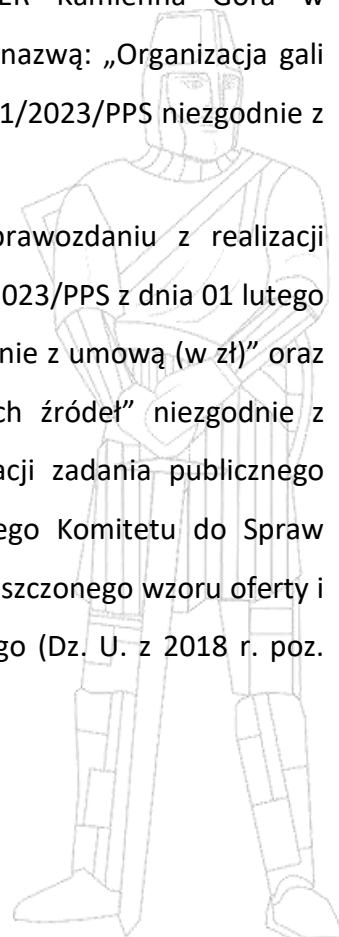 Kamienna Góra w
nazwą: „Organizacja gali
1/2023/PPS niezgodnie z
prawozdaniu z realizacji
023/PPS z dnia 01 lutego
nie z umową (w zł)” oraz
ch źródeł” niezgodnie z
acji zadania publicznego
ego Komitetu do Spraw
szczonego wzoru oferty i
go (Dz. U. z 2018 r. poz.